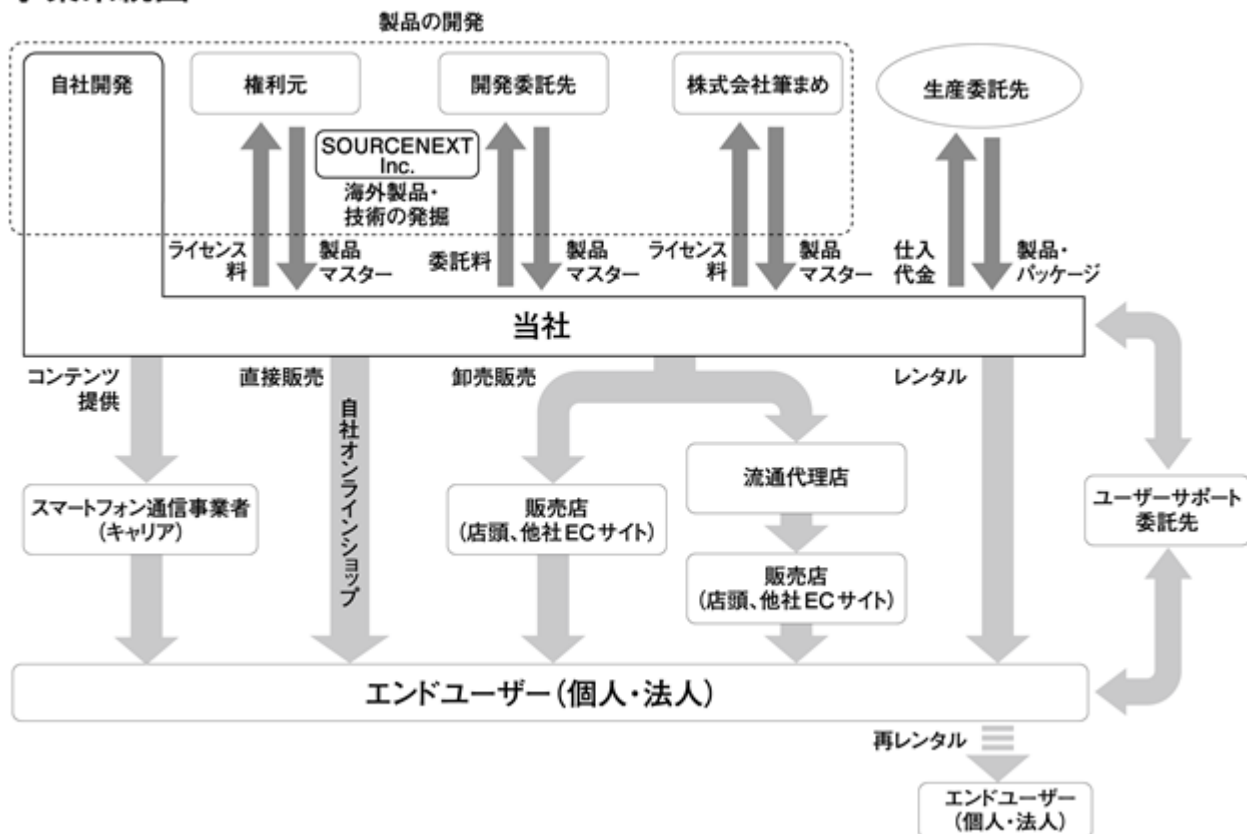 製品の開発
自社開発
権利元
開発委託先
株式会社筆まめ
生産委託先
SOURCENEXT
Inc.
海外製品・
技術の発掘
ライセンス
料
製品
マスター
委託料
製品
マスター
ライセンス
料
製品
マスター
仕入
代金
製品・
パッケージ
当社
コンテンツ
提供
直接販売
卸売販売
レンタル
自社オンラインショップ
スマートフォン通信事業者
(キャリア)
販売店
(店頭、他社ECサイト)
流通代理店
販売店
(店頭、他社ECサイト)
ユーザーサポート
委託先
エンドユーザー(個人・法人)
再レンタル
エンドユーザー
(個人・法人)